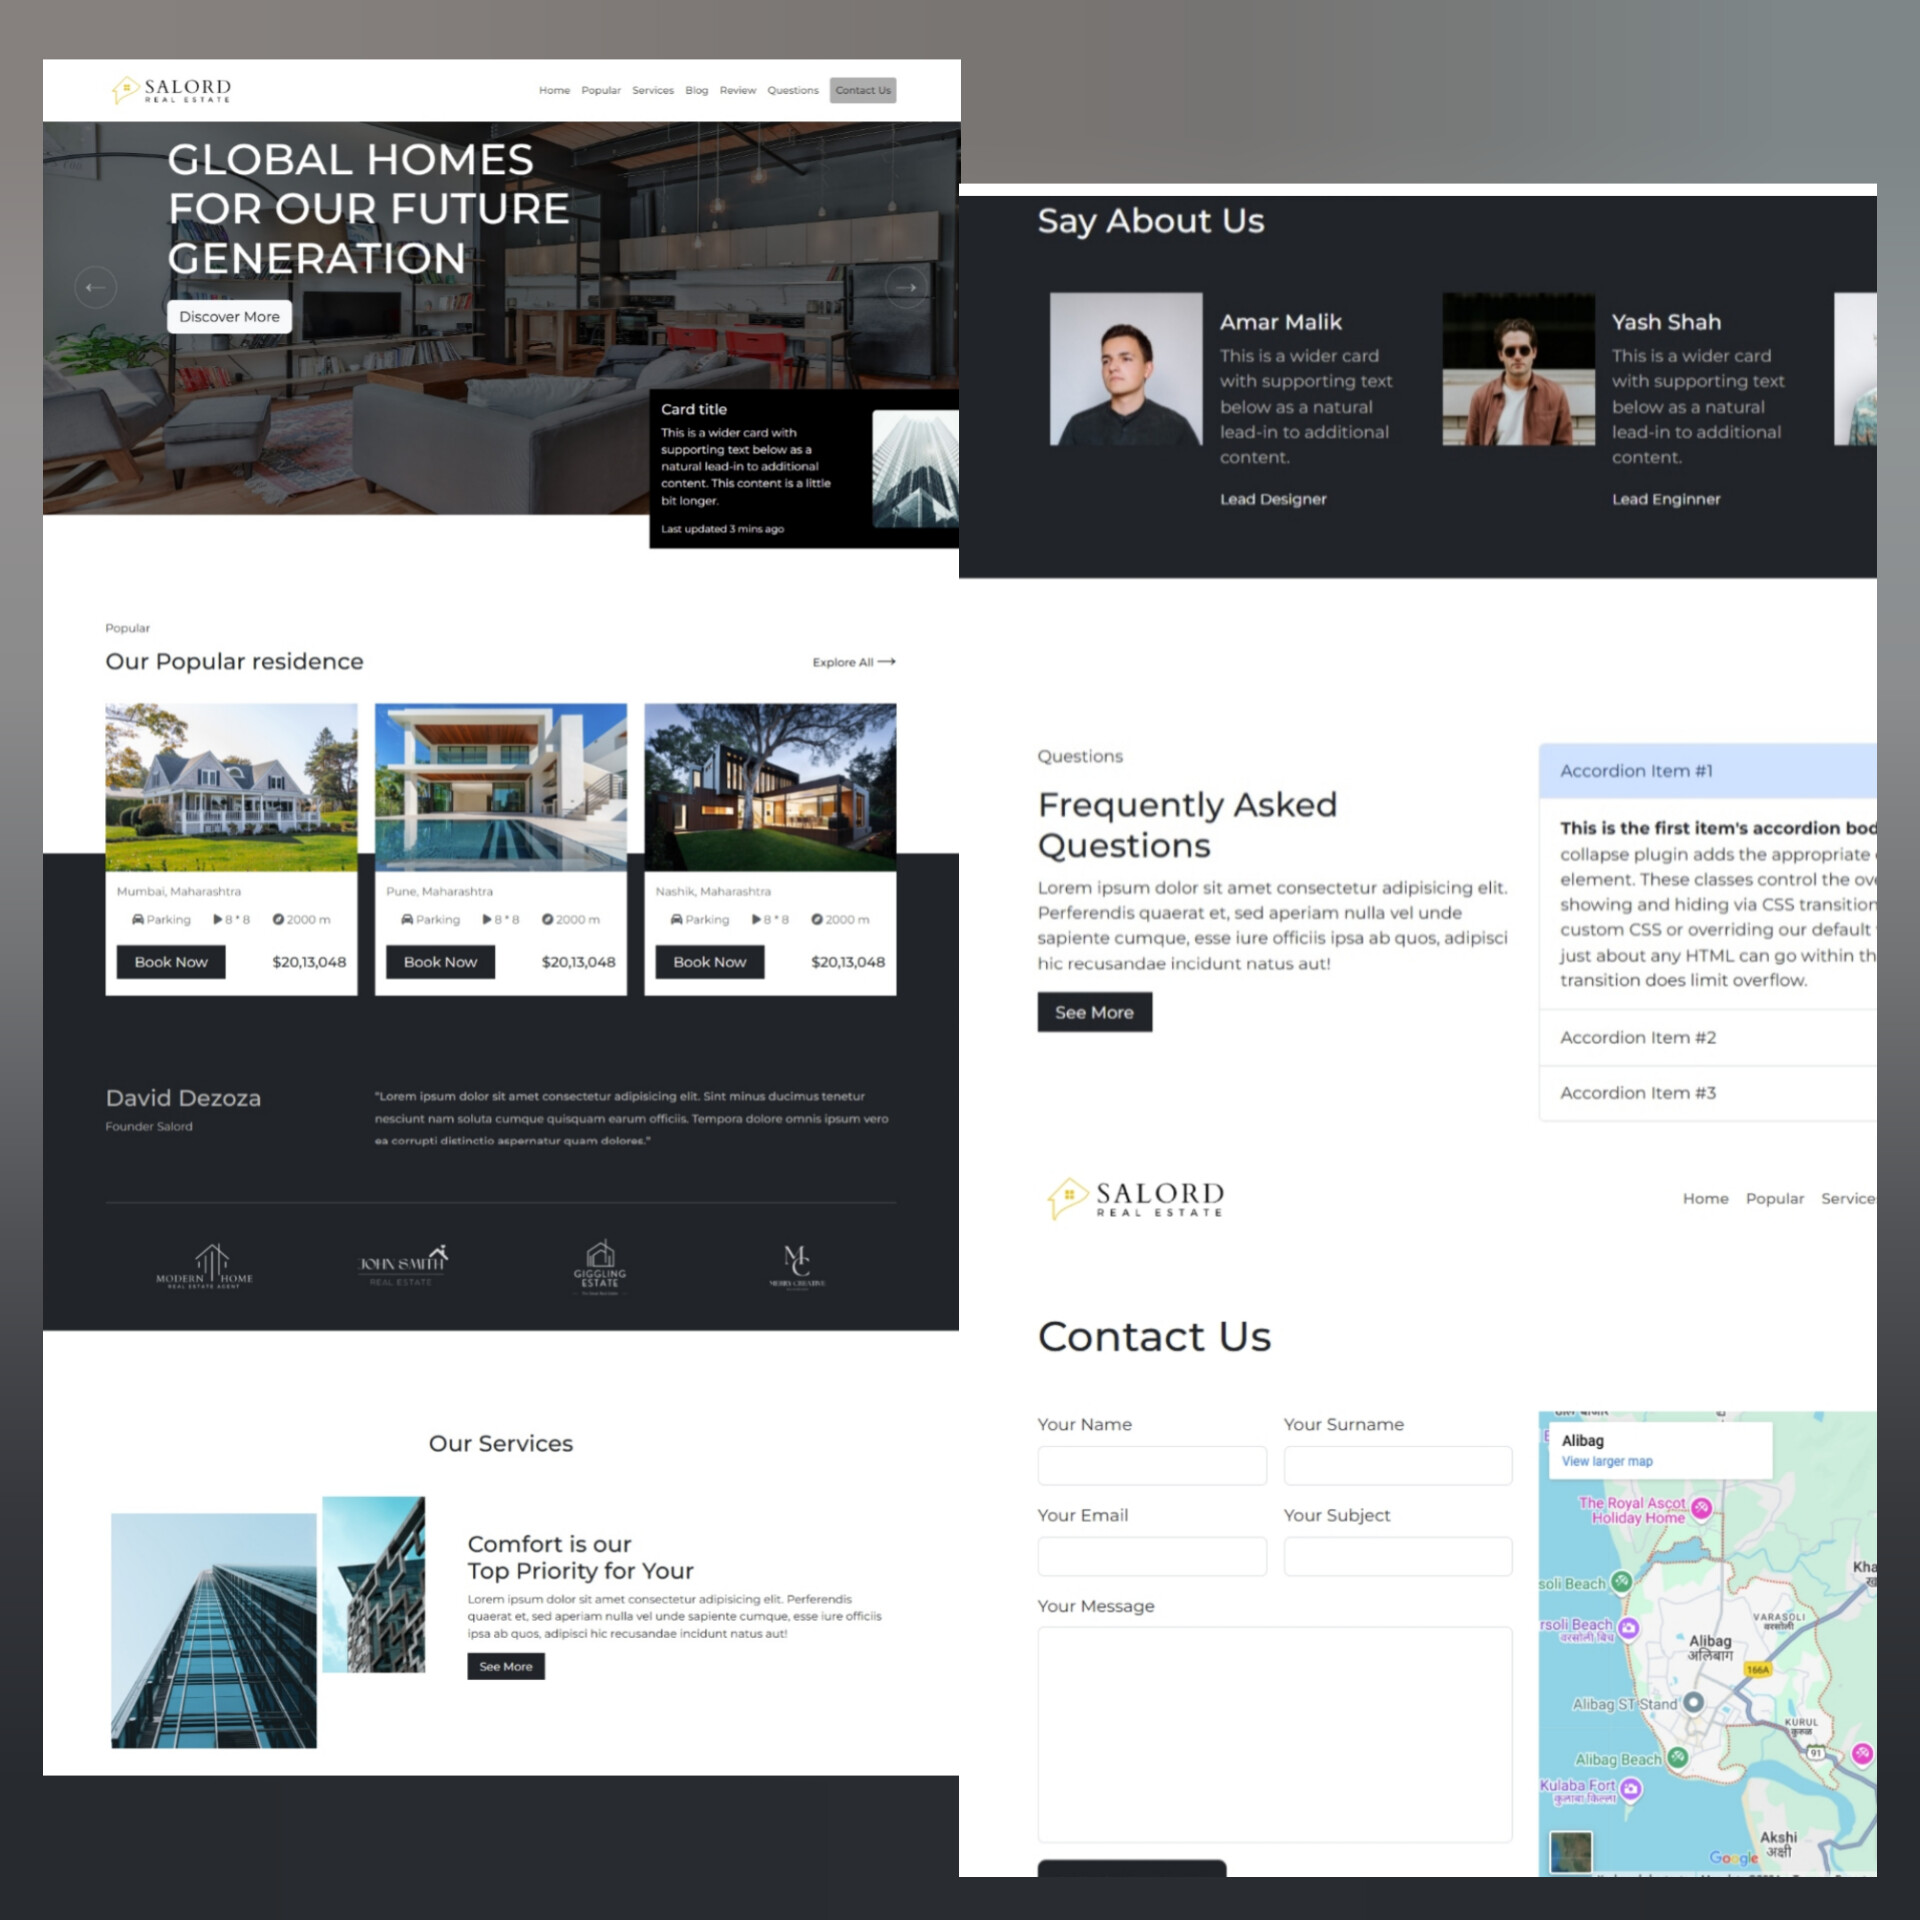 SALORD
REAL ESTATE
Home Popular Services Blog Review Questions Contact Us
GLOBAL HOMES
FOR OUR FUTURE
GENERATION
Discover More
Card title
This is a wider card with
supporting text below as a
natural lead-in to additional
content. This content is a little
bit longer.
Last updated 3 mins ago
Popular
Our Popular residence
Explore All
Mumbai, Maharashtra
Parking 8 * 8 2000 m
Book Now $20,13,048
Pune, Maharashtra
Parking 8 * 8 2000 m
Book Now $20,13,048
Nashik, Maharashtra
Parking 8 * 8 2000 m
Book Now $20,13,048
David Dezoza
Founder Salord
"Lorem ipsum dolor sit amet consectetur adipisicing elit. Sint minus ducimus tenetur
nesciunt nam soluta cumque quisquam earum officiis. Tempora dolore omnis ipsum vero
ea corrupti distinctio aspernatur quam dolores."
MODERN HOME
REAL ESTATE AGENT
JOHN SMITH
REAL ESTATE
GIGGLING
ESTATE
MC
MERRY CREATIVE
Our Services
Comfort is our
Top Priority for Your
Lorem ipsum dolor sit amet consectetur adipisicing elit. Perferendis
quaerat et, sed aperiam nulla vel unde sapiente cumque, esse iure officiis
ipsa ab quos, adipisci hic recusandae incidunt natus aut!
See More
Say About Us
Amar Malik
This is a wider card
with supporting text
below as a natural
lead-in to additional
content.
Lead Designer
Yash Shah
This is a wider card
with supporting text
below as a natural
lead-in to additional
content.
Lead Enginner
Questions
Frequently Asked
Questions
Lorem ipsum dolor sit amet consectetur adipisicing elit.
Perferendis quaerat et, sed aperiam nulla vel unde
sapiente cumque, esse iure officiis ipsa ab quos, adipisci
hic recusandae incidunt natus aut!
See More
Accordion Item #1
This is the first item's accordion bod
collapse plugin adds the appropriate
element. These classes control the ove
showing and hiding via CSS transition
custom CSS or overriding our default
just about any HTML can go within th
transition does limit overflow.
Accordion Item #2
Accordion Item #3
SALORD
REAL ESTATE
Home Popular Service
Contact Us
Your Name
Your Surname
Your Email
Your Subject
Your Message
Alibag
View larger map
The Royal Ascot
Holiday Home
Kha
soli Beach
VARASOLI
वरसोली
rsoli Beach
वरसोली बिच
Alibag
अलिबाग
166A
Alibag ST Stand
KURUL
कुरूळ
91
Alibag Beach
Kulaba Fort
कुलाबा किल्ला
Akshi
अक्षी
Google